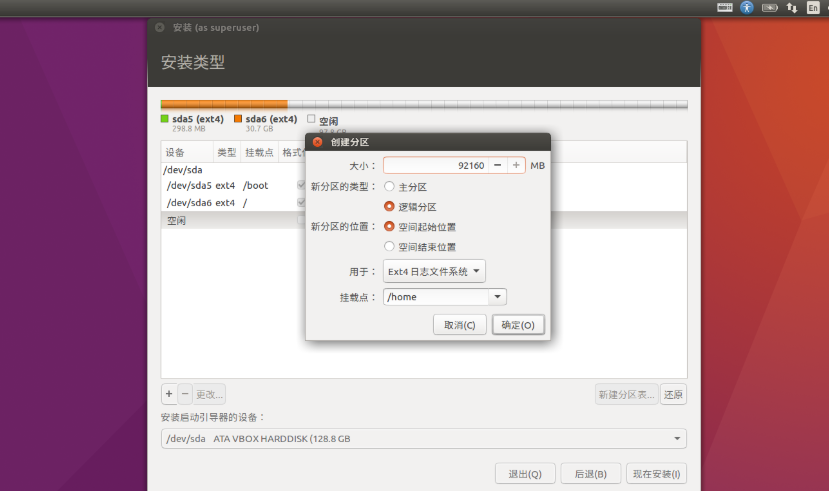 En
安装 (as superuser)
安装类型
sda5 (ext4) sda6 (ext4) 空闲
298.8 MB 30.7 GB
设备 类型 挂载点
/dev/sda
/dev/sda5 ext4 /boot
/dev/sda6 ext4 /
空闲
创建分区
大小： 92160 − + MB
新分区的类型： 主分区
逻辑分区
新分区的位置： 空间起始位置
空间结束位置
用于： Ext4 日志文件系统
挂载点： /home
取消(C) 确定(O)
+ − 更改... 新建分区表... 还原
安装启动引导器的设备：
/dev/sda ATA VBOX HARDDISK (128.8 GB
退出(Q) 后退(B) 现在安装(I)